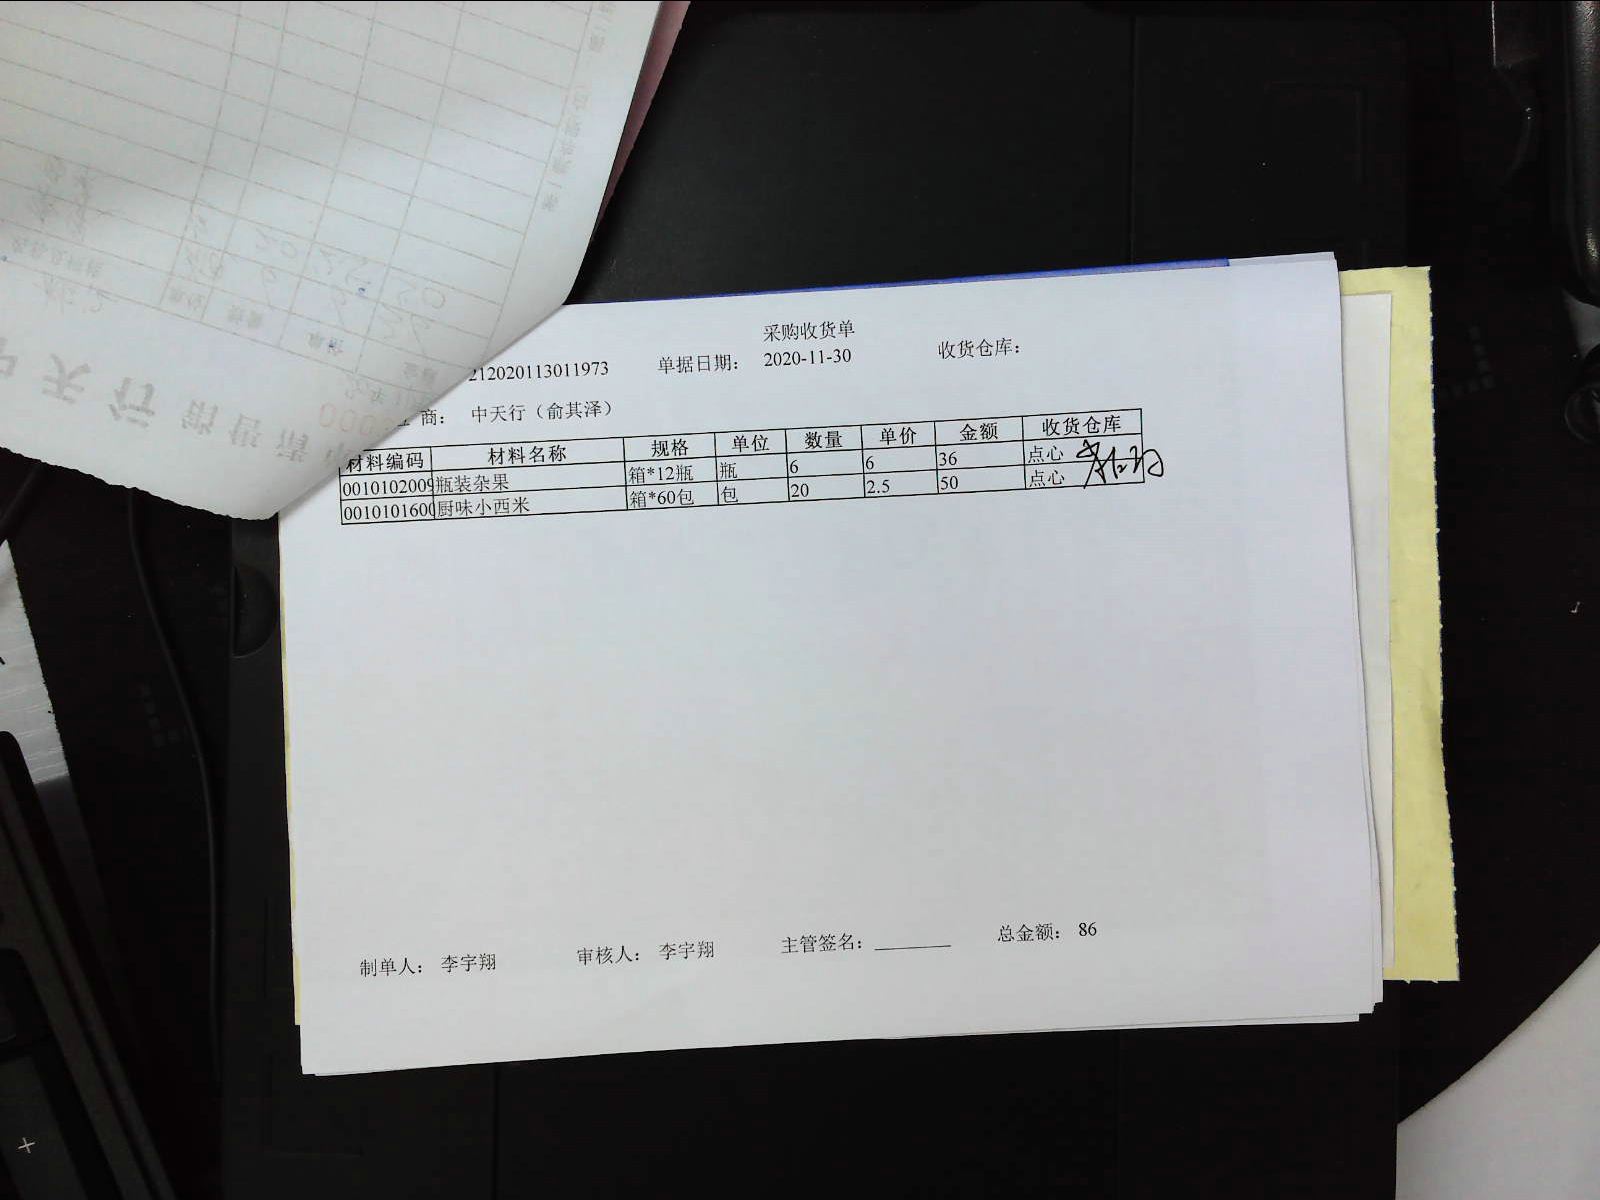 采购收货单
212020113011973 单据日期： 2020-11-30 收货仓库：
商： 中天行（俞其泽）
材料编码 材料名称 规格 单位 数量 单价 金额 收货仓库
0010102009 瓶装杂果 箱*12瓶 瓶 6 6 36 点心
0010101600 厨味小西米 箱*60包 包 20 2.5 50 点心
制单人： 李宇翔 审核人： 李宇翔 主管签名： 总金额： 86